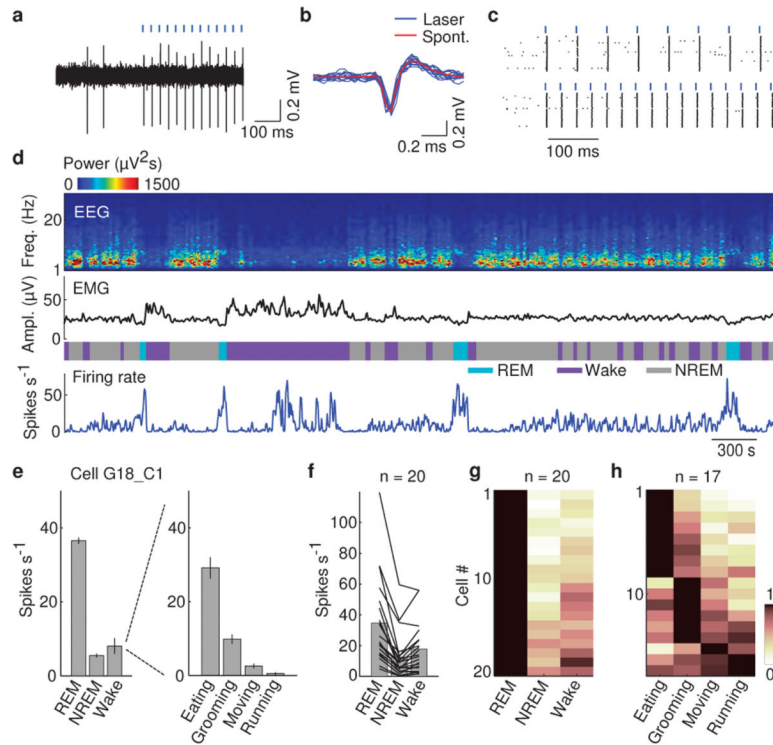 a
0.2 mV
100 ms
b
Laser
Spont.
0.2 mV
0.2 ms
c
100 ms
d
Power (µV²s)
0 1500
EEG
Freq. (Hz)
20
1
EMG
Ampl. (µV)
50
0
REM Wake NREM
Firing rate
Spikes s⁻¹
50
0
300 s
e Cell G18_C1
Spikes s⁻¹
40
20
0
REM
NREM
Wake
40
20
0
Eating
Grooming
Moving
Running
f n = 20
Spikes s⁻¹
100
80
60
40
20
0
REM
NREM
Wake
g n = 20
Cell #
1
10
20
REM
NREM
Wake
h n = 17
1
10
Eating
Grooming
Moving
Running
1
0